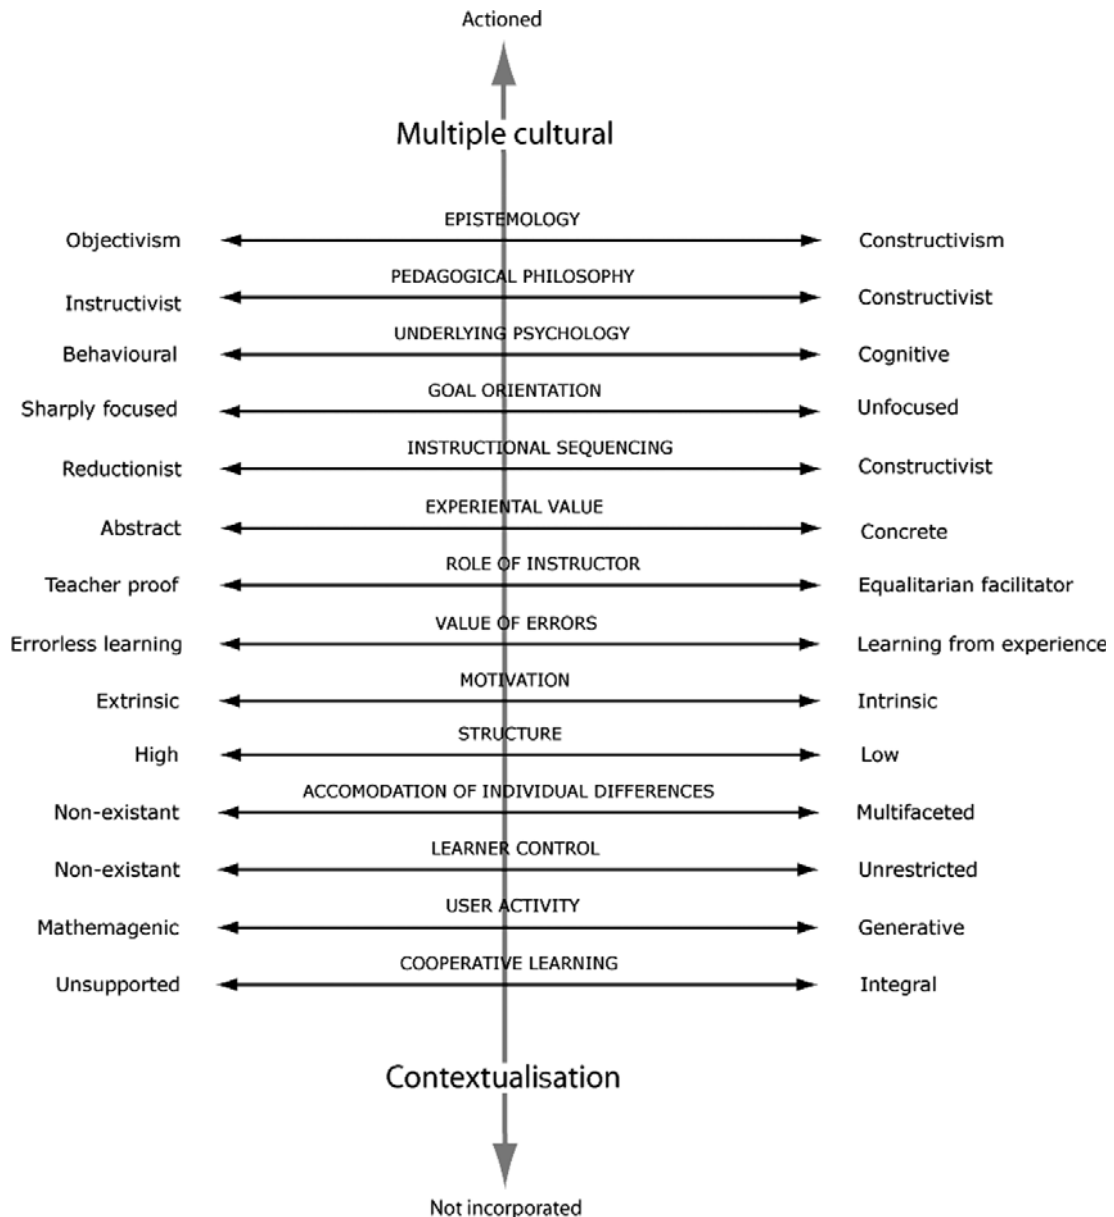 Actioned
Multiple cultural
EPISTEMOLOGY
Objectivism
Constructivism
PEDAGOGICAL PHILOSOPHY
Instructivist
Constructivist
UNDERLYING PSYCHOLOGY
Behavioural
Cognitive
GOAL ORIENTATION
Sharply focused
Unfocused
INSTRUCTIONAL SEQUENCING
Reductionist
Constructivist
EXPERIENTAL VALUE
Abstract
Concrete
ROLE OF INSTRUCTOR
Teacher proof
Equalitarian facilitator
VALUE OF ERRORS
Errorless learning
Learning from experience
MOTIVATION
Extrinsic
Intrinsic
STRUCTURE
High
Low
ACCOMODATION OF INDIVIDUAL DIFFERENCES
Non-existant
Multifaceted
LEARNER CONTROL
Non-existant
Unrestricted
USER ACTIVITY
Mathemagenic
Generative
COOPERATIVE LEARNING
Unsupported
Integral
Contextualisation
Not incorporated